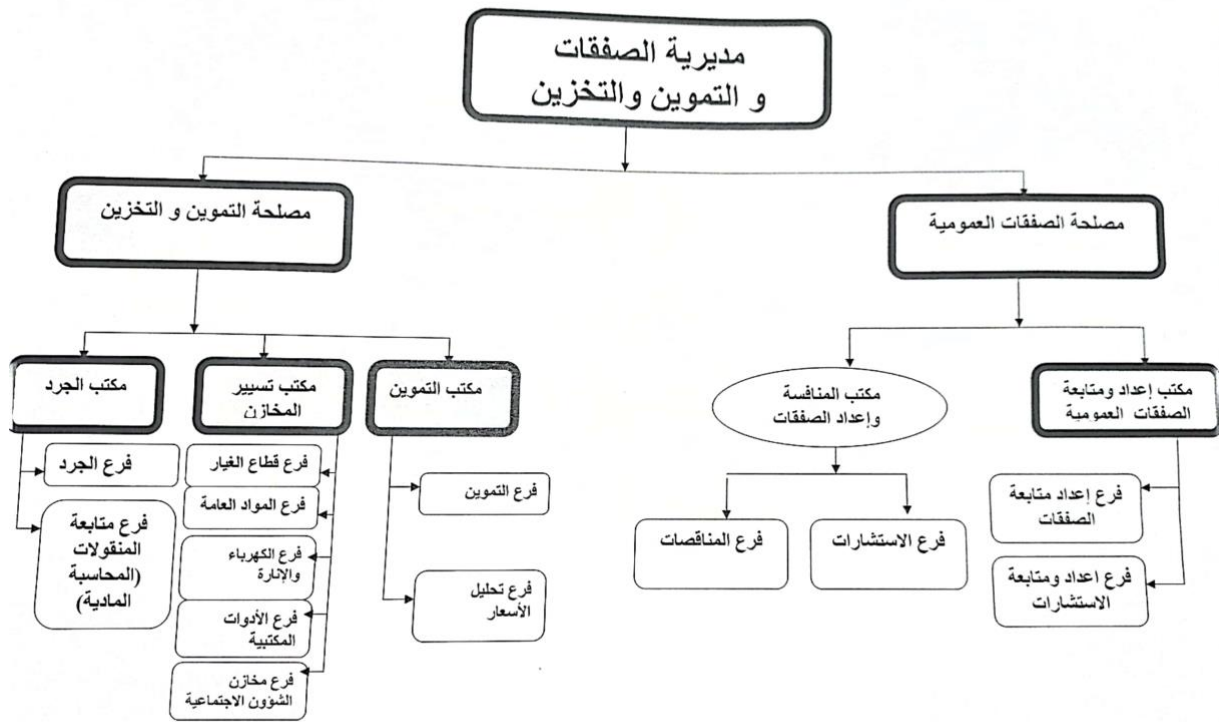 مديرية الصفقات
و التموين والتخزين
مصلحة الصفقات العمومية
مصلحة التموين و التخزين
مكتب إعداد ومتابعة
الصفقات العمومية
مكتب المنافسة
وإعداد الصفقات
مكتب التموين
مكتب تسيير
المخازن
مكتب الجرد
فرع إعداد متابعة
الصفقات
فرع اعداد ومتابعة
الاستشارات
فرع الاستشارات
فرع المناقصات
فرع التموين
فرع تحليل
الأسعار
فرع قطاع الغيار
فرع المواد العامة
فرع الكهرباء
والإنارة
فرع الأدوات
المكتبية
فرع مخازن
الشؤون الاجتماعية
فرع الجرد
فرع متابعة
المنقولات
(المحاسبة
المادية)